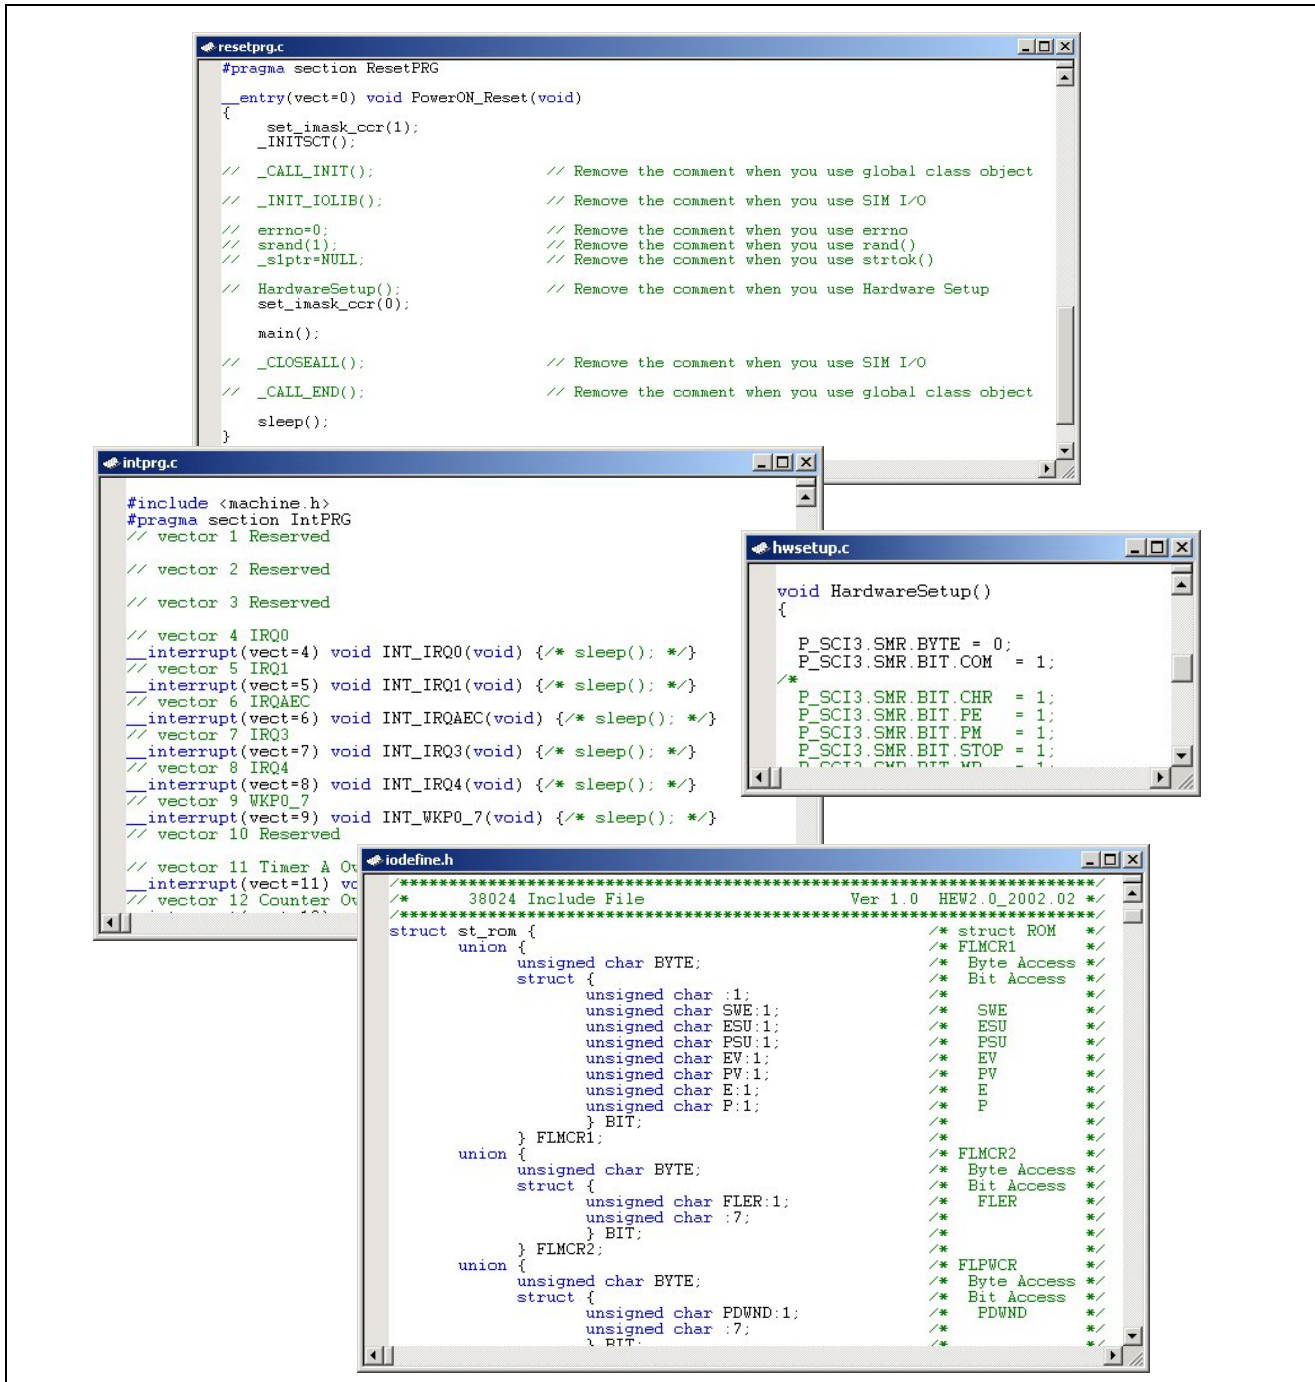 resetprg.c
#pragma section ResetPRG
__entry(vect=0) void PowerON_Reset(void)
{
set_imask_ccr(1);
_INITSCT();
// _CALL_INIT(); // Remove the comment when you use global class object
// _INIT_IOLIB(); // Remove the comment when you use SIM I/O
// errno=0; // Remove the comment when you use errno
// srand(1); // Remove the comment when you use rand()
// _s1ptr=NULL; // Remove the comment when you use strtok()
// HardwareSetup(); // Remove the comment when you use Hardware Setup
set_imask_ccr(0);
main();
// _CLOSEALL(); // Remove the comment when you use SIM I/O
// _CALL_END(); // Remove the comment when you use global class object
sleep();
}
intprg.c
#include <machine.h>
#pragma section IntPRG
// vector 1 Reserved
// vector 2 Reserved
// vector 3 Reserved
// vector 4 IRQ0
__interrupt(vect=4) void INT_IRQ0(void) {/* sleep(); */}
// vector 5 IRQ1
__interrupt(vect=5) void INT_IRQ1(void) {/* sleep(); */}
// vector 6 IRQAEC
__interrupt(vect=6) void INT_IRQAEC(void) {/* sleep(); */}
// vector 7 IRQ3
__interrupt(vect=7) void INT_IRQ3(void) {/* sleep(); */}
// vector 8 IRQ4
__interrupt(vect=8) void INT_IRQ4(void) {/* sleep(); */}
// vector 9 WKP0_7
__interrupt(vect=9) void INT_WKP0_7(void) {/* sleep(); */}
// vector 10 Reserved
// vector 11 Timer A Ov
__interrupt(vect=11) vo
// vector 12 Counter Ov
hwsetup.c
void HardwareSetup()
{
P_SCI3.SMR.BYTE = 0;
P_SCI3.SMR.BIT.COM = 1;
/*
P_SCI3.SMR.BIT.CHR = 1;
P_SCI3.SMR.BIT.PE = 1;
P_SCI3.SMR.BIT.PM = 1;
P_SCI3.SMR.BIT.STOP = 1;
P_SCI3.SMR.BIT.MP = 1;
iodefine.h
/************************************************************************/
/* 38024 Include File Ver 1.0 HEW2.0_2002.02 */
/************************************************************************/
struct st_rom { /* struct ROM */
union { /* FLMCR1 */
unsigned char BYTE; /* Byte Access */
struct { /* Bit Access */
unsigned char :1; /* */
unsigned char SWE:1; /* SWE */
unsigned char ESU:1; /* ESU */
unsigned char PSU:1; /* PSU */
unsigned char EV:1; /* EV */
unsigned char PV:1; /* PV */
unsigned char E:1; /* E */
unsigned char P:1; /* P */
} BIT; /* */
} FLMCR1; /* */
union { /* FLMCR2 */
unsigned char BYTE; /* Byte Access */
struct { /* Bit Access */
unsigned char FLER:1; /* FLER */
unsigned char :7; /* */
} BIT; /* */
} FLMCR2; /* */
union { /* FLPWCR */
unsigned char BYTE; /* Byte Access */
struct { /* Bit Access */
unsigned char PDWND:1; /* PDWND */
unsigned char :7; /* */
} BIT; /* */